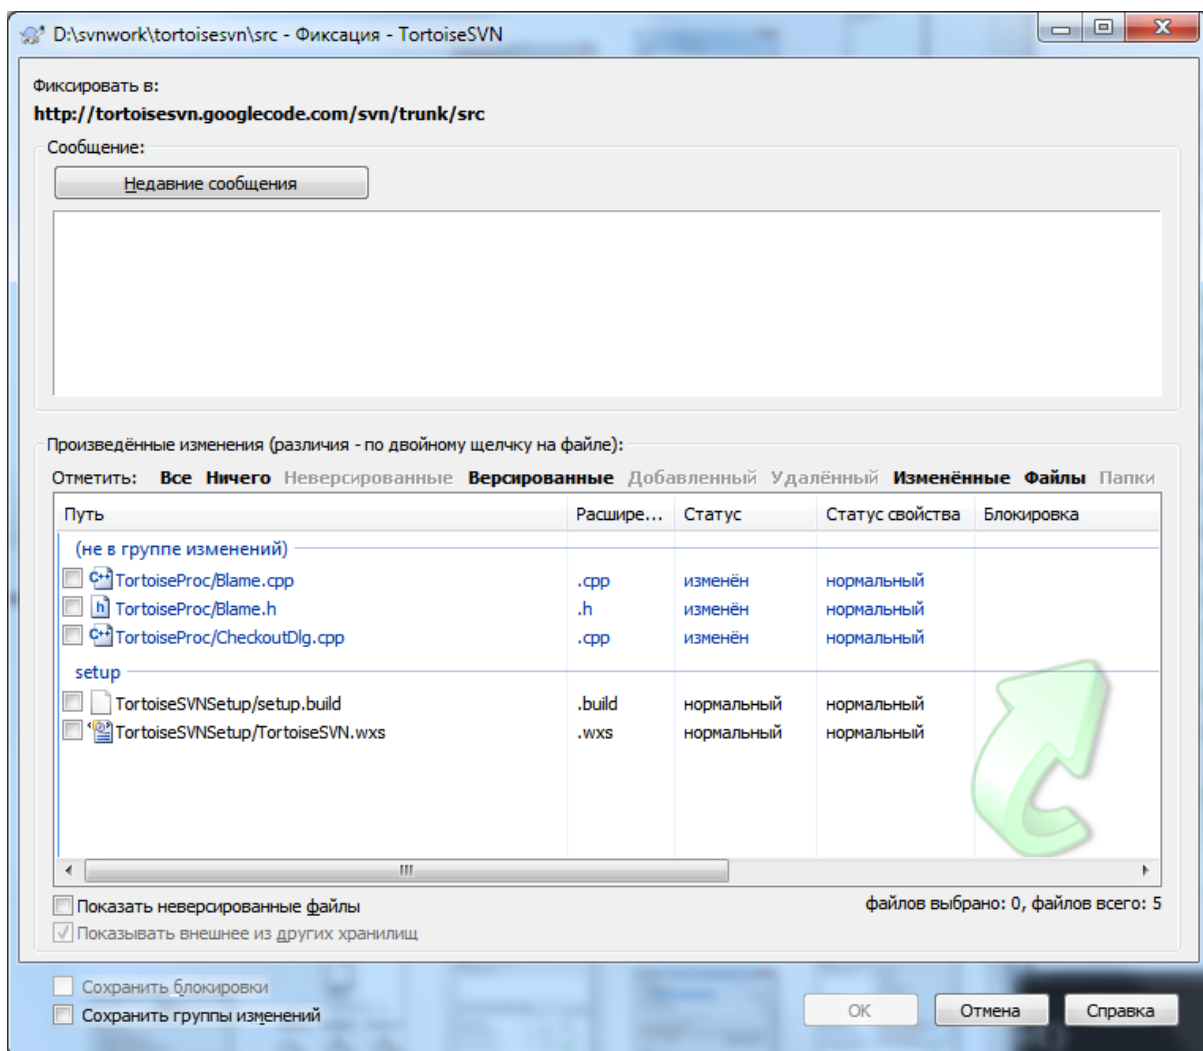 D:\svnwork\tortoisesvn\src - Фиксация - TortoiseSVN
Фиксировать в:
http://tortoisesvn.googlecode.com/svn/trunk/src
Сообщение:
Недавние сообщения
Произведённые изменения (различия - по двойному щелчку на файле):
Отметить: Все Ничего Неверсированные Версированные Добавленный Удалённый Изменённые Файлы Папки
Путь Расшире... Статус Статус свойства Блокировка
(не в группе изменений)
TortoiseProc/Blame.cpp .cpp изменён нормальный
TortoiseProc/Blame.h .h изменён нормальный
TortoiseProc/CheckoutDlg.cpp .cpp изменён нормальный
setup
TortoiseSVNSetup/setup.build .build нормальный нормальный
TortoiseSVNSetup/TortoiseSVN.wxs .wxs нормальный нормальный
Показать неверсированные файлы файлов выбрано: 0, файлов всего: 5
Показывать внешнее из других хранилищ
Сохранить блокировки
Сохранить группы изменений OK Отмена Справка